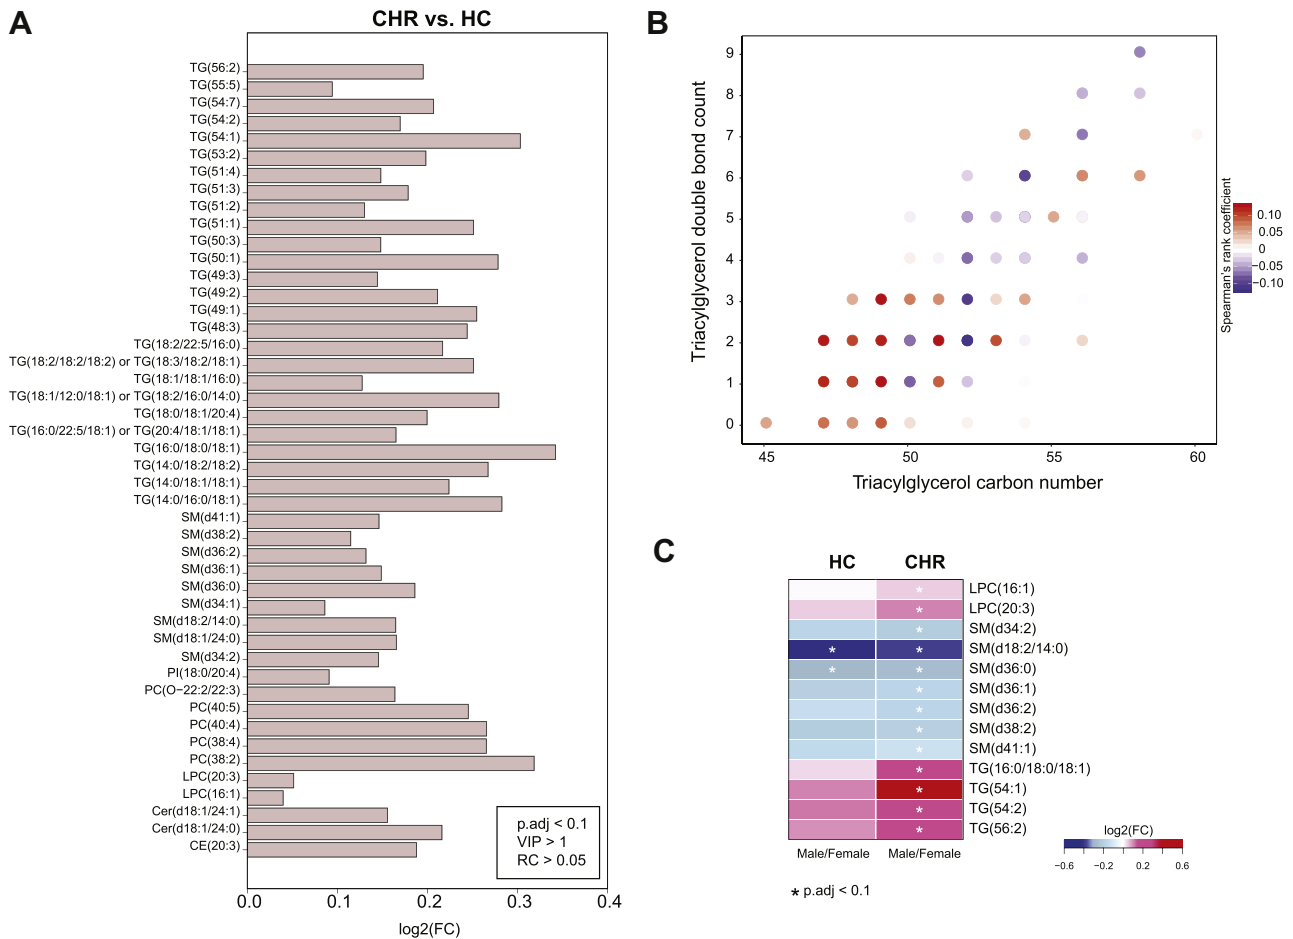 A
CHR vs. HC
TG(56:2)
TG(55:5)
TG(54:7)
TG(54:2)
TG(54:1)
TG(53:2)
TG(51:4)
TG(51:3)
TG(51:2)
TG(51:1)
TG(50:3)
TG(50:1)
TG(49:3)
TG(49:2)
TG(49:1)
TG(48:3)
TG(18:2/22:5/16:0)
TG(18:2/18:2/18:2) or TG(18:3/18:2/18:1)
TG(18:1/18:1/16:0)
TG(18:1/12:0/18:1) or TG(18:2/16:0/14:0)
TG(18:0/18:1/20:4)
TG(16:0/22:5/18:1) or TG(20:4/18:1/18:1)
TG(16:0/18:0/18:1)
TG(14:0/18:2/18:2)
TG(14:0/18:1/18:1)
TG(14:0/16:0/18:1)
SM(d41:1)
SM(d38:2)
SM(d36:2)
SM(d36:1)
SM(d36:0)
SM(d34:1)
SM(d18:2/14:0)
SM(d18:1/24:0)
SM(d34:2)
PI(18:0/20:4)
PC(O−22:2/22:3)
PC(40:5)
PC(40:4)
PC(38:4)
PC(38:2)
LPC(20:3)
LPC(16:1)
Cer(d18:1/24:1)
Cer(d18:1/24:0)
CE(20:3)
p.adj < 0.1
VIP > 1
RC > 0.05
0.0 0.1 0.2 0.3 0.4
log2(FC)
B
Triacylglycerol double bond count
9
8
7
6
5
4
3
2
1
0
45 50 55 60
Triacylglycerol carbon number
Spearman's rank coefficient
0.10
0.05
0
−0.05
−0.10
C
HC CHR
* LPC(16:1)
* LPC(20:3)
* SM(d34:2)
* * SM(d18:2/14:0)
* * SM(d36:0)
* SM(d36:1)
* SM(d36:2)
* SM(d38:2)
* SM(d41:1)
* TG(16:0/18:0/18:1)
* TG(54:1)
* TG(54:2)
* TG(56:2)
Male/Female Male/Female
* p.adj < 0.1
log2(FC)
−0.6 −0.2 0.2 0.6